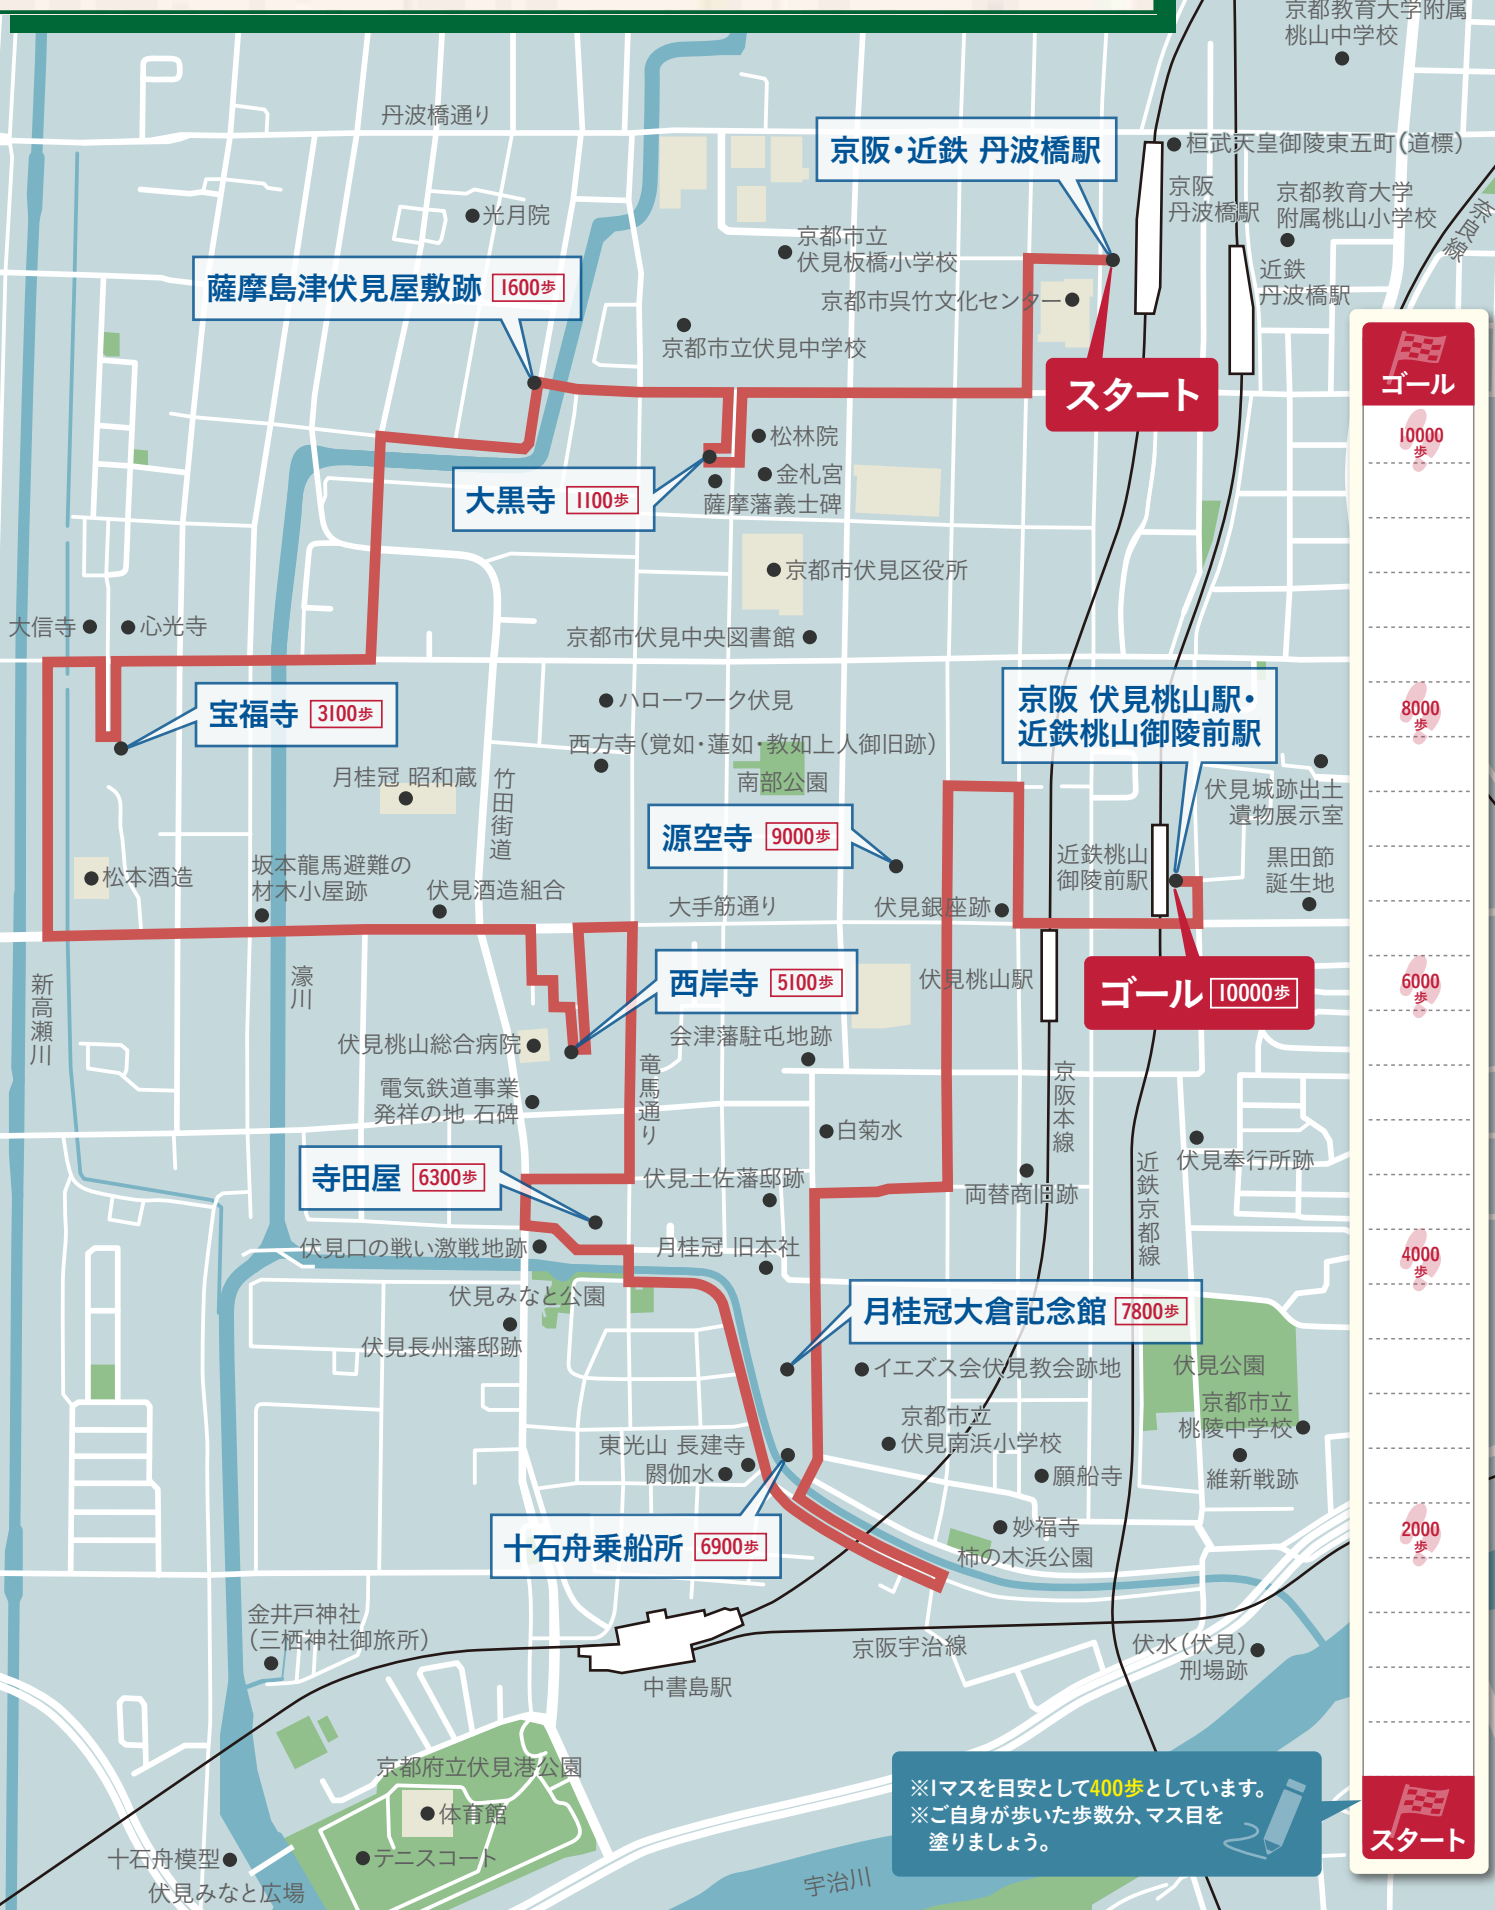 京都教育大学附属
桃山中学校
丹波橋通り
京阪・近鉄 丹波橋駅
桓武天皇御陵東五町(道標)
京阪
丹波橋駅
京都教育大学
附属桃山小学校
奈良線
光月院
京都市立
伏見板橋小学校
近鉄
丹波橋駅
薩摩島津伏見屋敷跡 1600歩
京都市呉竹文化センター
京都市立伏見中学校
スタート
松林院
金札宮
大黒寺 1100歩
薩摩藩義士碑
京都市伏見区役所
大信寺
心光寺
京都市伏見中央図書館
宝福寺 3100歩
ハローワーク伏見
京阪 伏見桃山駅・
近鉄桃山御陵前駅
西方寺(覚如・蓮如・教如上人御旧跡)
南部公園
月桂冠 昭和蔵
竹田街道
伏見城跡出土
遺物展示室
源空寺 9000歩
近鉄桃山
御陵前駅
黒田節
誕生地
松本酒造
坂本龍馬避難の
材木小屋跡
伏見酒造組合
大手筋通り
伏見銀座跡
新高瀬川
濠川
西岸寺 5100歩
伏見桃山駅
ゴール 10000歩
伏見桃山総合病院
会津藩駐屯地跡
電気鉄道事業
発祥の地 石碑
竜馬通り
京阪本線
白菊水
寺田屋 6300歩
伏見土佐藩邸跡
両替商旧跡
近鉄京都線
伏見奉行所跡
伏見口の戦い激戦地跡
月桂冠 旧本社
伏見みなと公園
月桂冠大倉記念館 7800歩
伏見長州藩邸跡
イエズス会伏見教会跡地
伏見公園
京都市立
桃陵中学校
京都市立
伏見南浜小学校
東光山 長建寺
閼伽水
願船寺
維新戦跡
十石舟乗船所 6900歩
妙福寺
柿の木浜公園
金井戸神社
(三栖神社御旅所)
京阪宇治線
伏水(伏見)
刑場跡
中書島駅
京都府立伏見港公園
体育館
テニスコート
十石舟模型
伏見みなと広場
宇治川
※1マスを目安として400歩としています。
※ご自身が歩いた歩数分、マス目を
塗りましょう。
ゴール
10000
歩
8000
歩
6000
歩
4000
歩
2000
歩
スタート